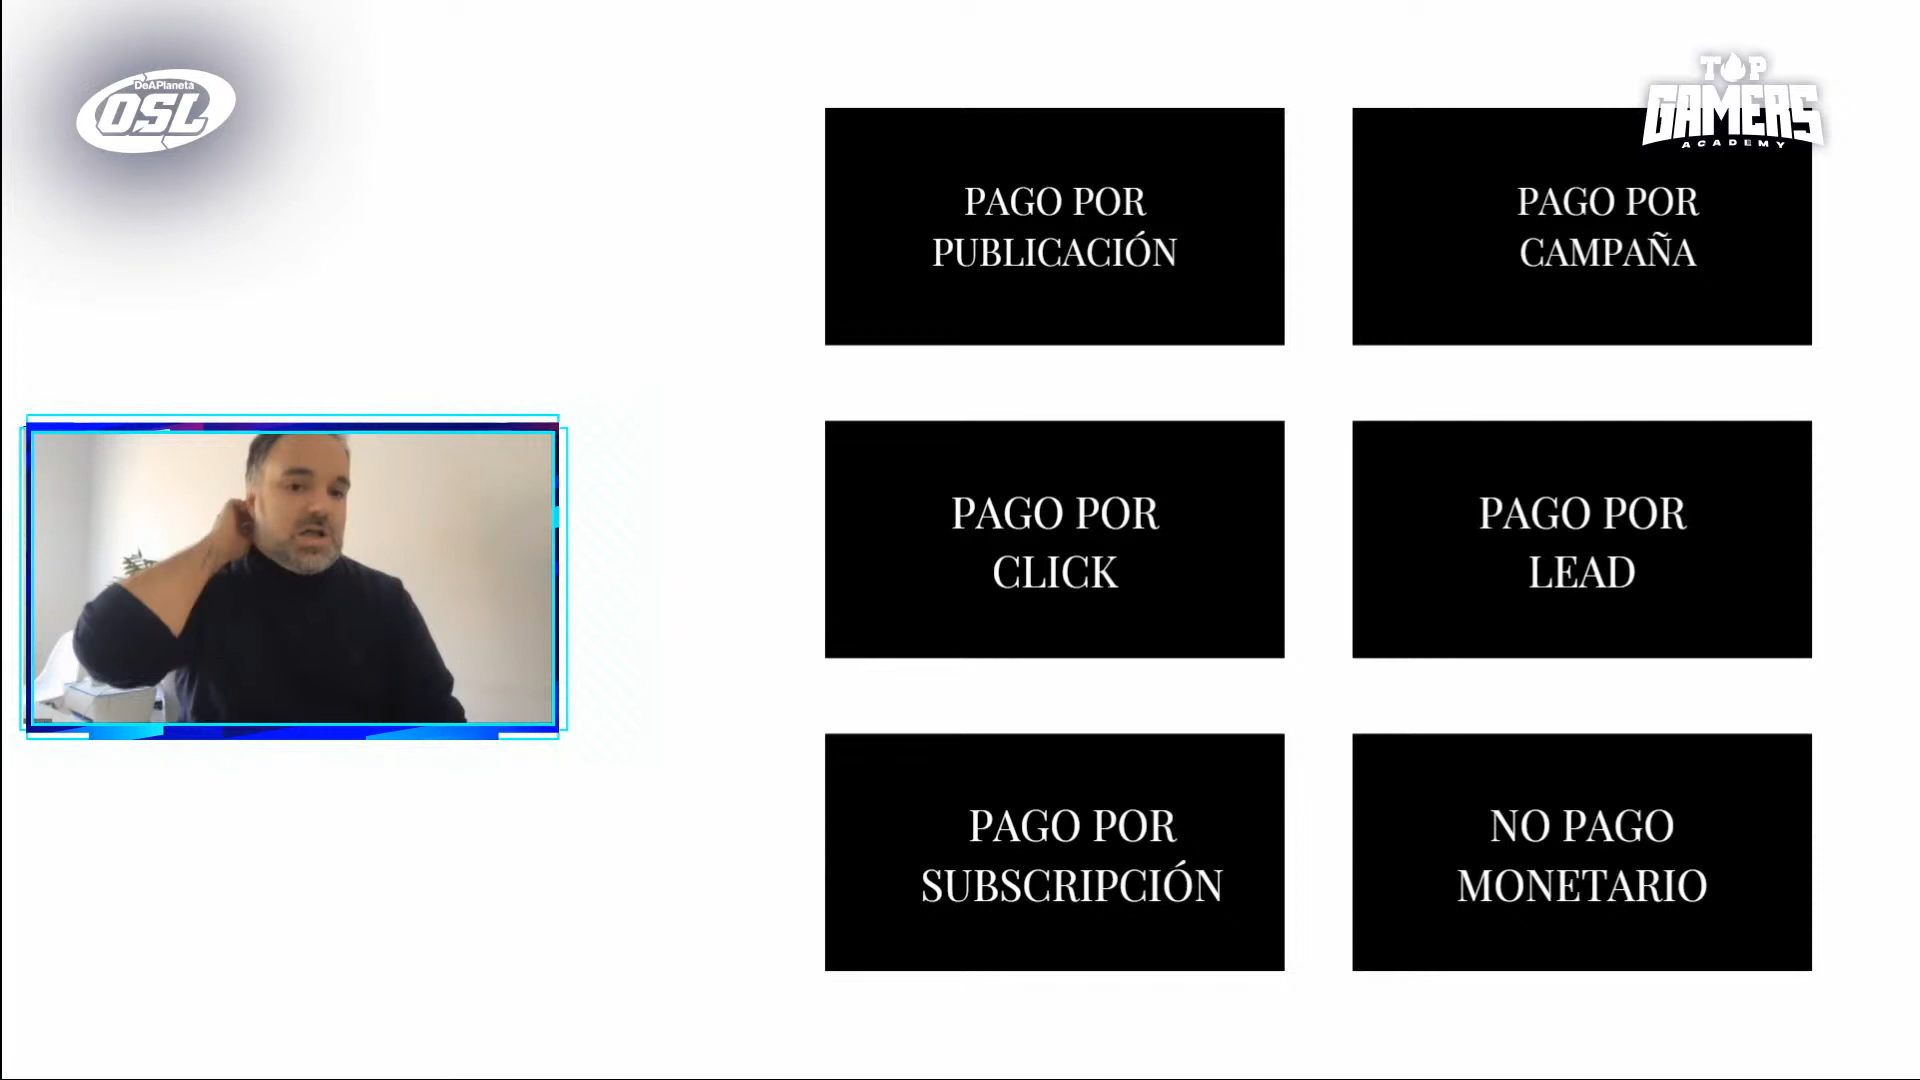 DeAPlaneta
OSL
TOP
GAMERS
ACADEMY
PAGO POR
PUBLICACIÓN
PAGO POR
CAMPAÑA
PAGO POR
CLICK
PAGO POR
LEAD
PAGO POR
SUBSCRIPCIÓN
NO PAGO
MONETARIO